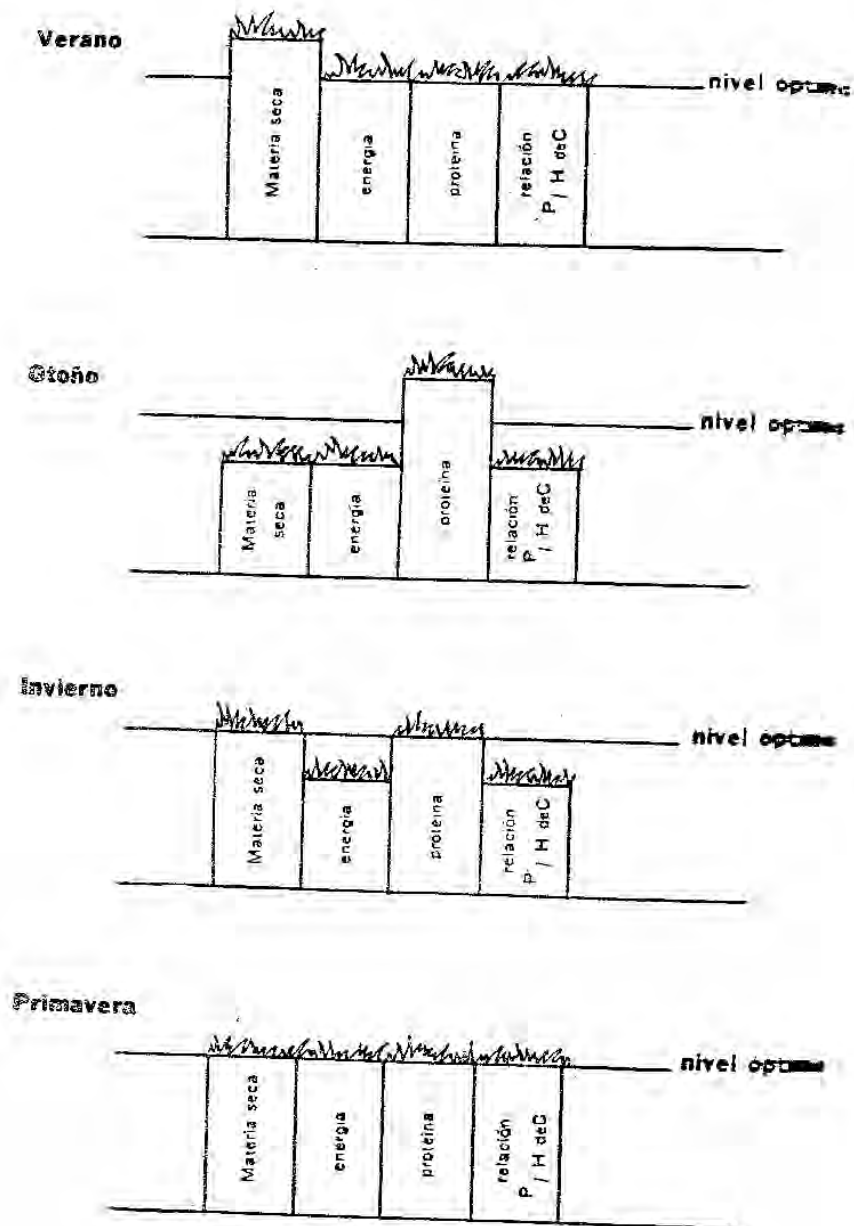 Verano
nivel
Materia seca
energía
proteína
relación
P / H deC
Otoño
nivel
Materia
seca
energía
proteína
relación
P / H deC
Invierno
nivel
Materia seca
energía
proteína
relación
P / H deC
Primavera
nivel
Materia seca
energía
proteína
relación
P / H deC